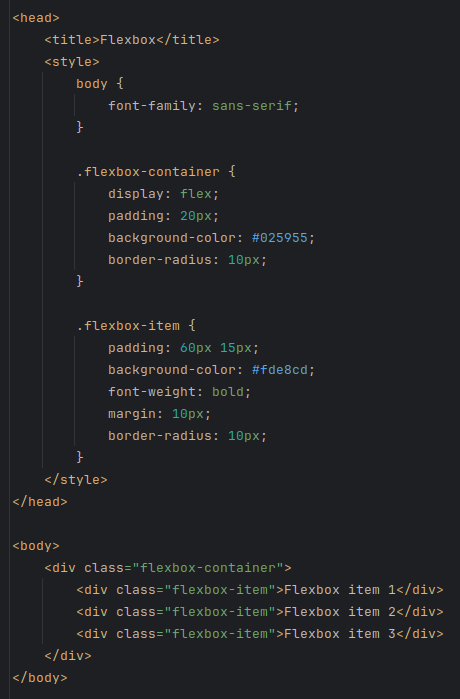 <head>
    <title>Flexbox</title>
    <style>
        body {
            font-family: sans-serif;
        }

        .flexbox-container {
            display: flex;
            padding: 20px;
            background-color: #025955;
            border-radius: 10px;
        }

        .flexbox-item {
            padding: 60px 15px;
            background-color: #fde8cd;
            font-weight: bold;
            margin: 10px;
            border-radius: 10px;
        }
    </style>
</head>

<body>
    <div class="flexbox-container">
        <div class="flexbox-item">Flexbox item 1</div>
        <div class="flexbox-item">Flexbox item 2</div>
        <div class="flexbox-item">Flexbox item 3</div>
    </div>
</body>